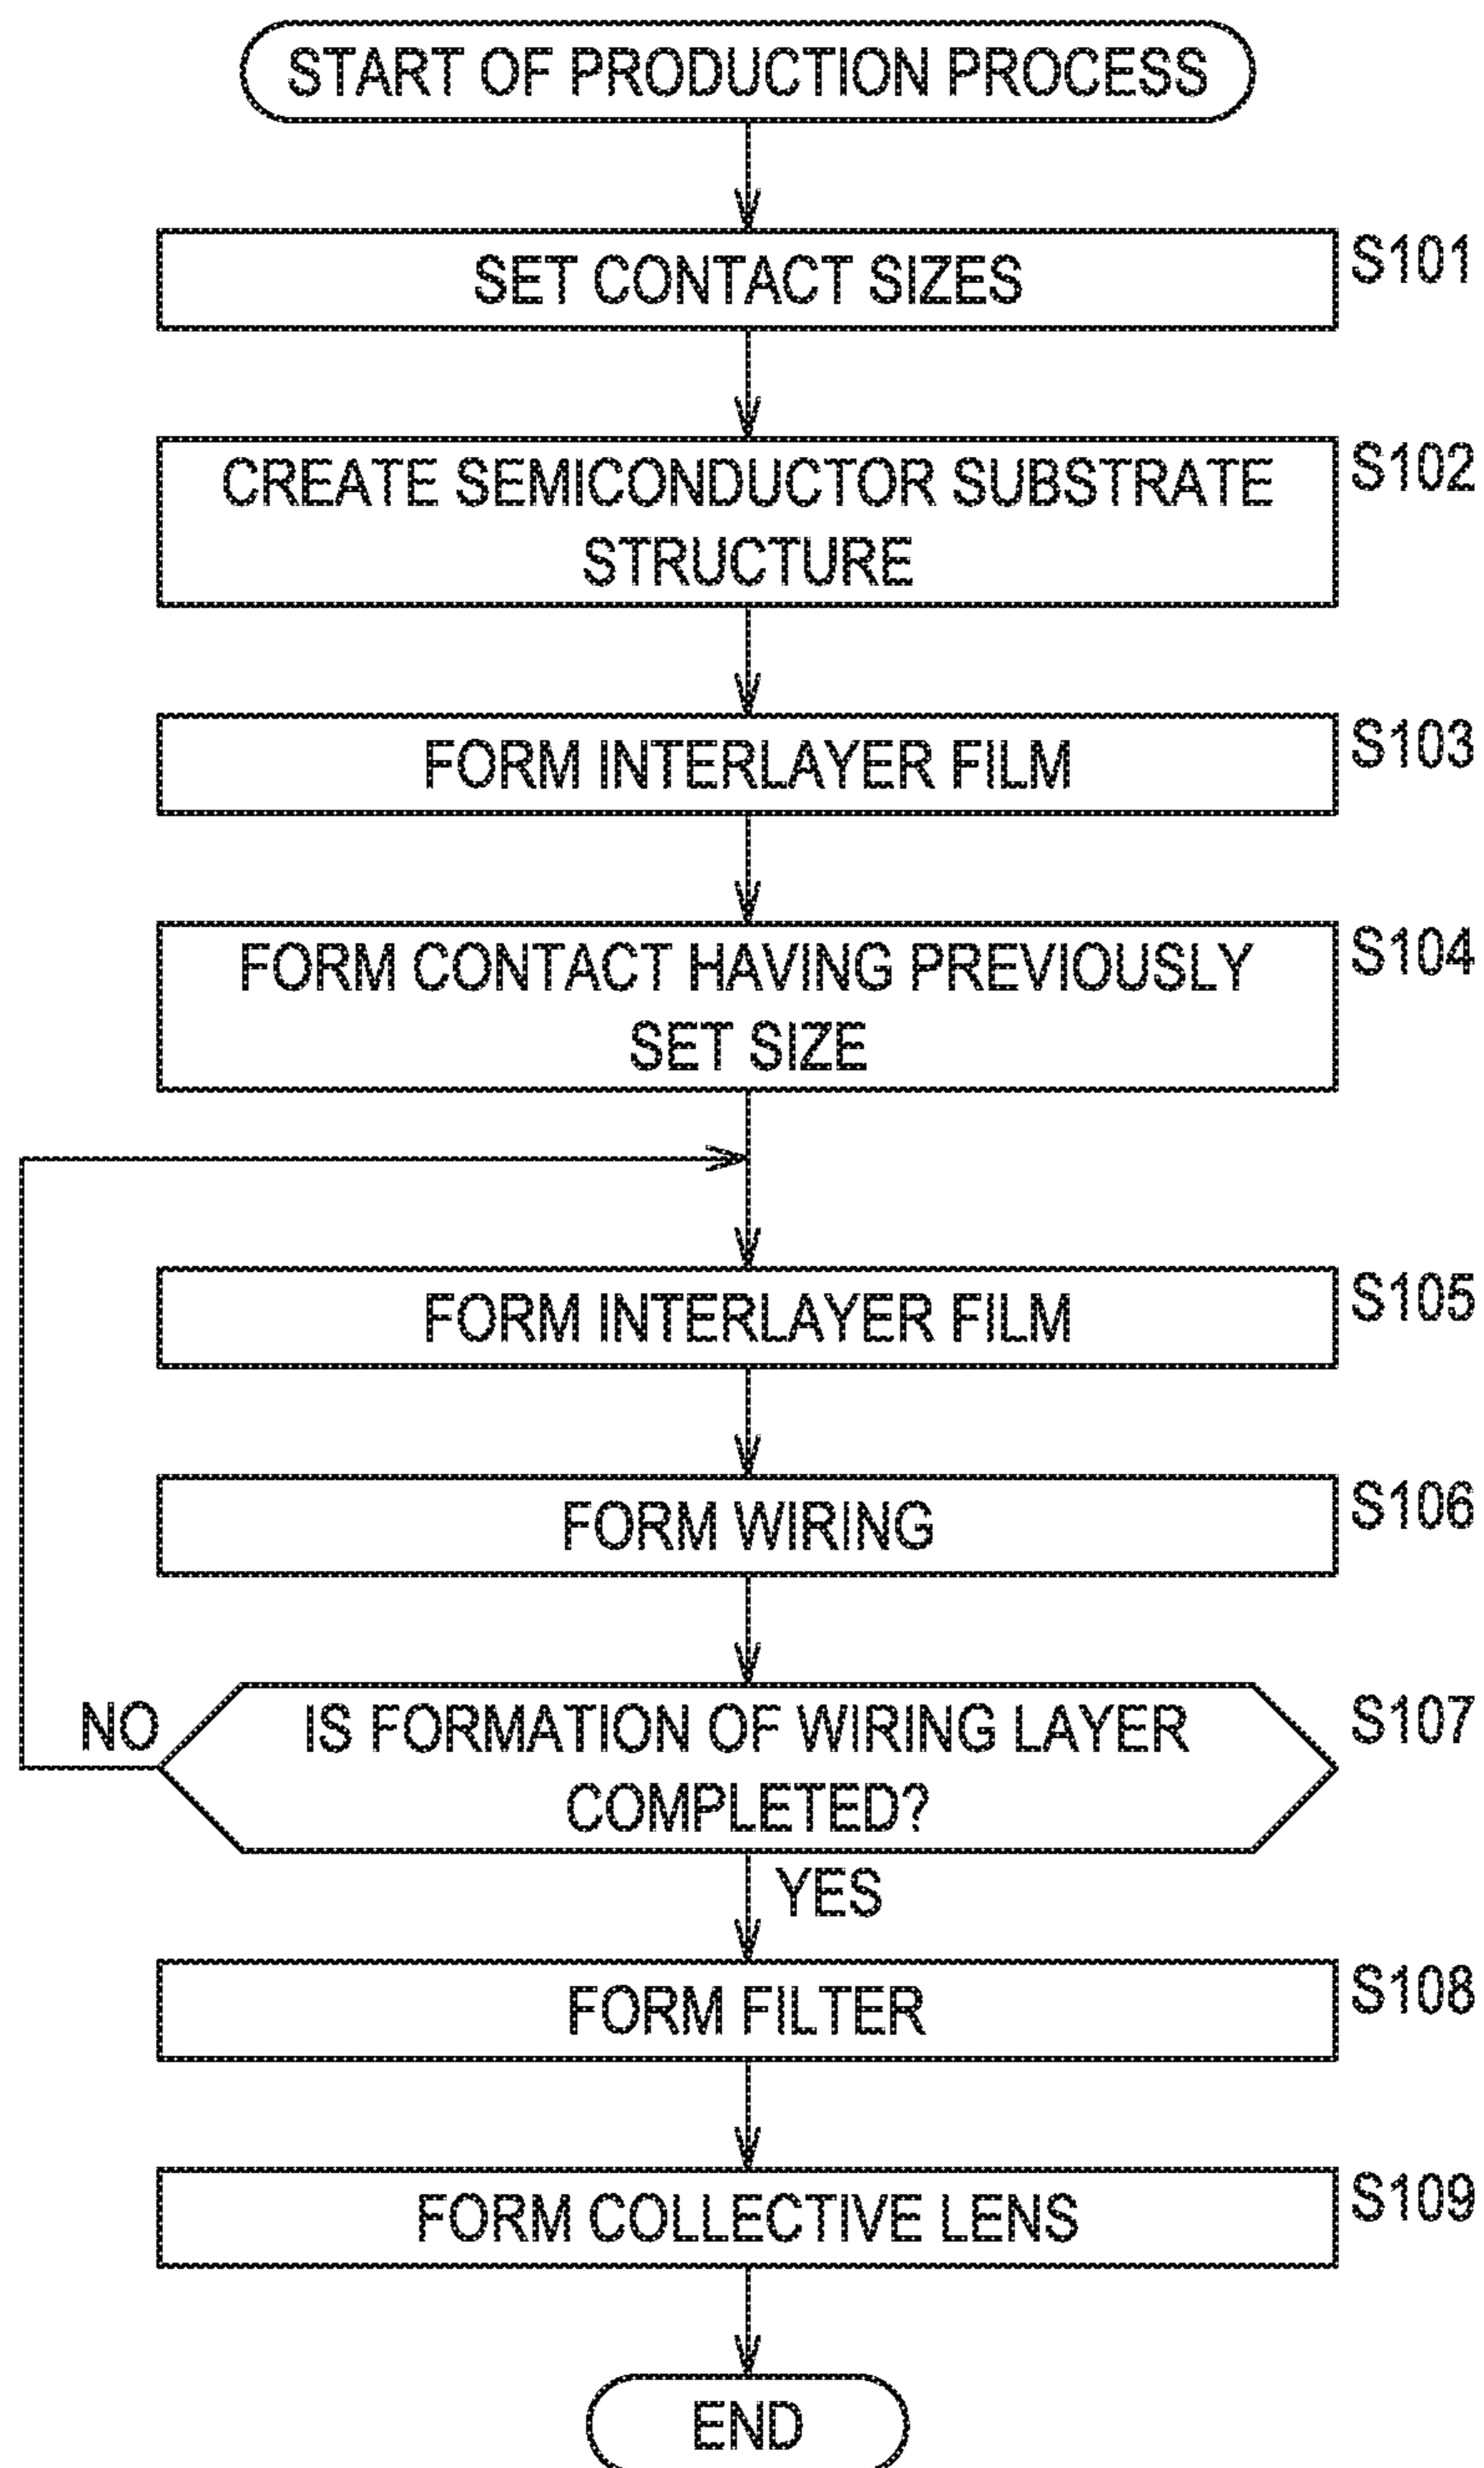 START OF PRODUCTION PROCESS
SET CONTACT SIZES
S101
CREATE SEMICONDUCTOR SUBSTRATE
STRUCTURE
S102
FORM INTERLAYER FILM
S103
FORM CONTACT HAVING PREVIOUSLY
SET SIZE
S104
FORM INTERLAYER FILM
S105
FORM WIRING
S106
NO
IS FORMATION OF WIRING LAYER
COMPLETED?
S107
YES
FORM FILTER
S108
FORM COLLECTIVE LENS
S109
END